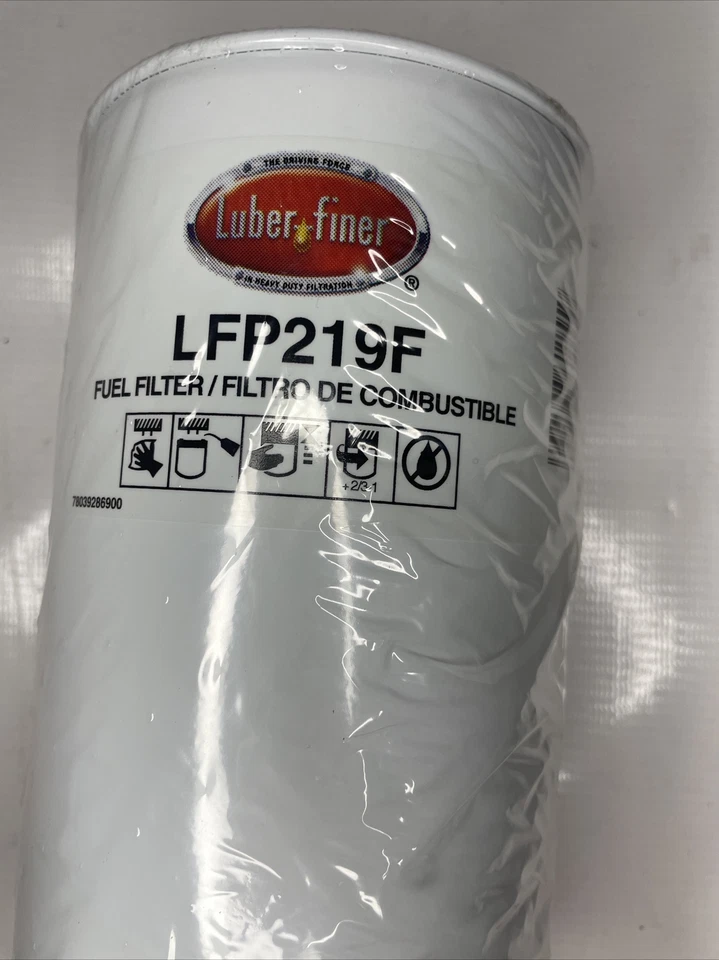 THE DRIVING FORCE
Luber-finer
IN HEAVY DUTY FILTRATION
®
LFP219F
FUEL FILTER / FILTRO DE COMBUSTIBLE
78039286900